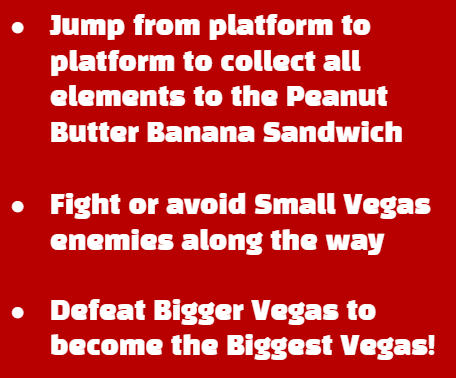 ● Jump from platform to
platform to collect all
elements to the Peanut
Butter Banana Sandwich
● Fight or avoid Small Vegas
enemies along the way
● Defeat Bigger Vegas to
become the Biggest Vegas!